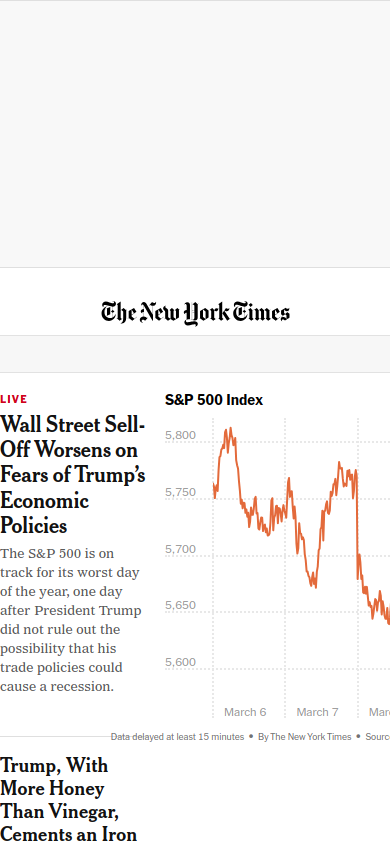 The New York Times
LIVE
Wall Street Sell-
Off Worsens on
Fears of Trump's
Economic
Policies
The S&P 500 is on
track for its worst day
of the year, one day
after President Trump
did not rule out the
possibility that his
trade policies could
cause a recession.
S&P 500 Index
5,800
5,750
5,700
5,650
5,600
March 6
March 7
Mar
Data delayed at least 15 minutes • By The New York Times • Sourc
Trump, With
More Honey
Than Vinegar,
Cements an Iron